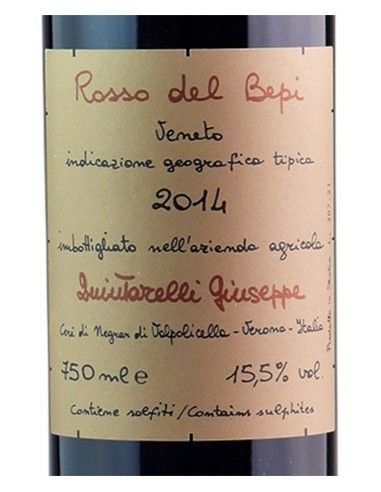 Rosso del Bepi
Veneto
indicazione geografica tipica
2014
imbottigliato nell'azienda agricola
Quintarelli Giuseppe
Cerè di Negrar di Valpolicella - Verona - Italia
750 ml e
15,5% vol.
Contiene solfiti/Contains sulphites